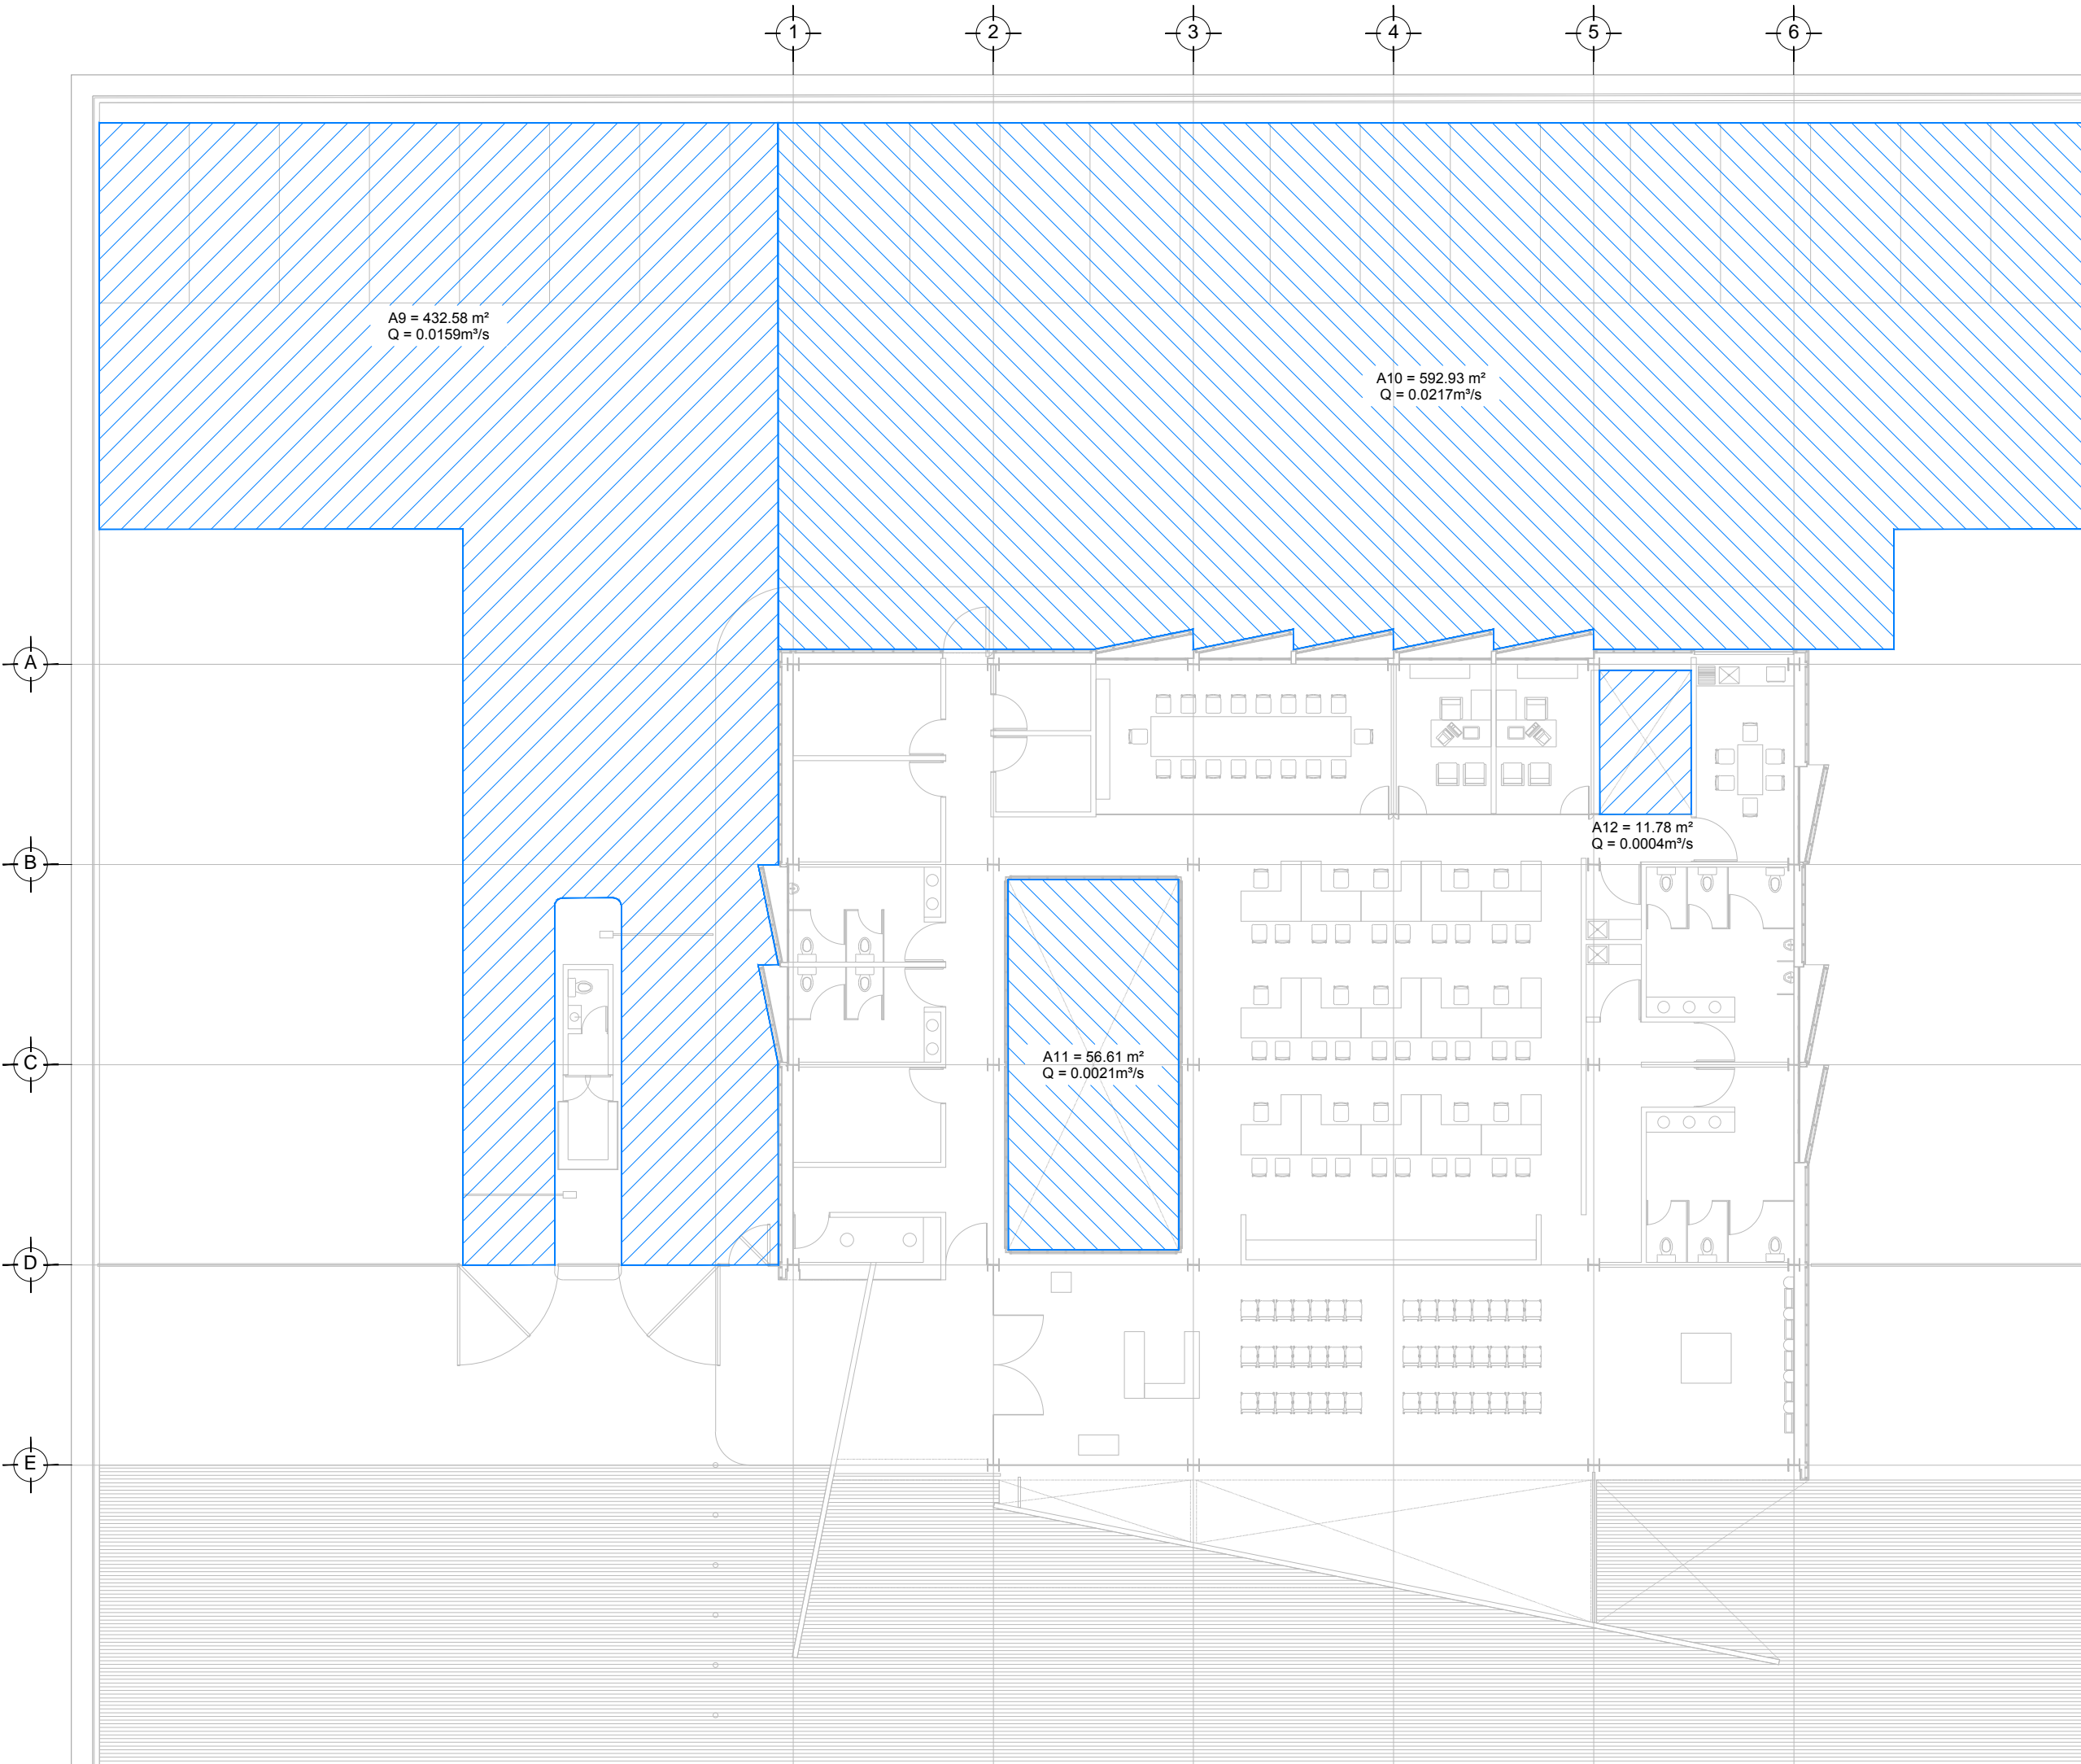 1
2
3
4
5
6
A9 = 432.58 m²
Q = 0.0159m³/s
A10 = 592.93 m²
Q = 0.0217m³/s
A
A12 = 11.78 m²
Q = 0.0004m³/s
B
A11 = 56.61 m²
Q = 0.0021m³/s
C
D
E